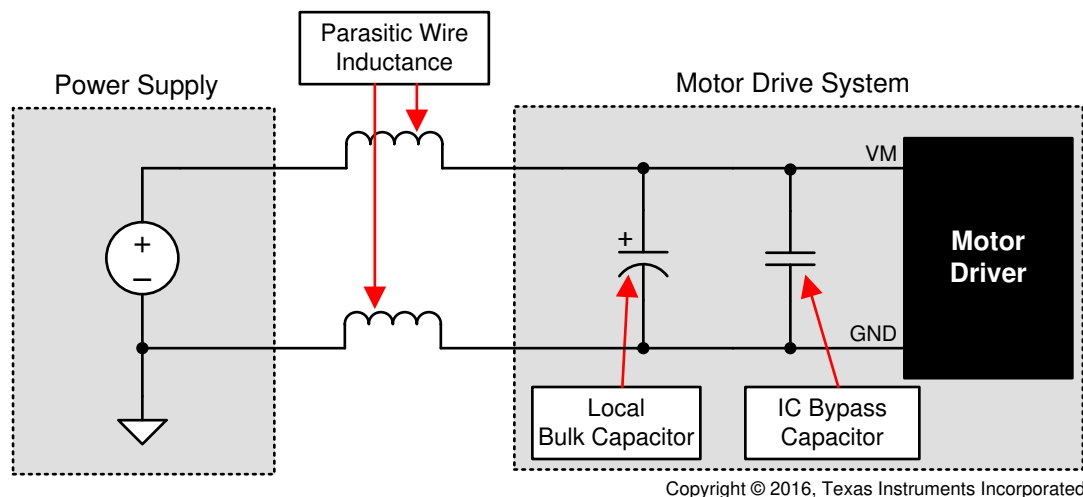 Parasitic Wire
Inductance
Power Supply
Motor Drive System
VM
+
–
+
Motor
Driver
GND
Local
Bulk Capacitor
IC Bypass
Capacitor
Copyright © 2016, Texas Instruments Incorporated